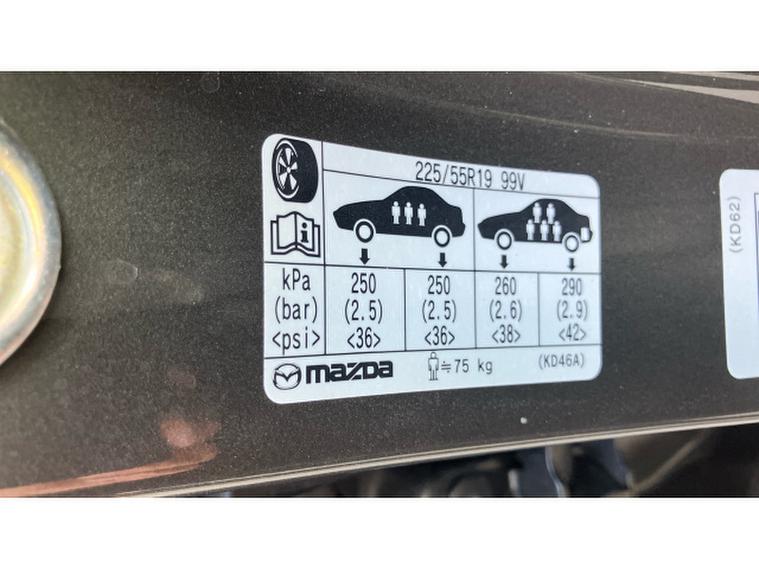 225/55R19 99V
kPa 250 250 260 290
(bar) (2.5) (2.5) (2.6) (2.9)
<psi> <36> <36> <38> <42>
mazda ≒75 kg (KD46A)
(KD62)